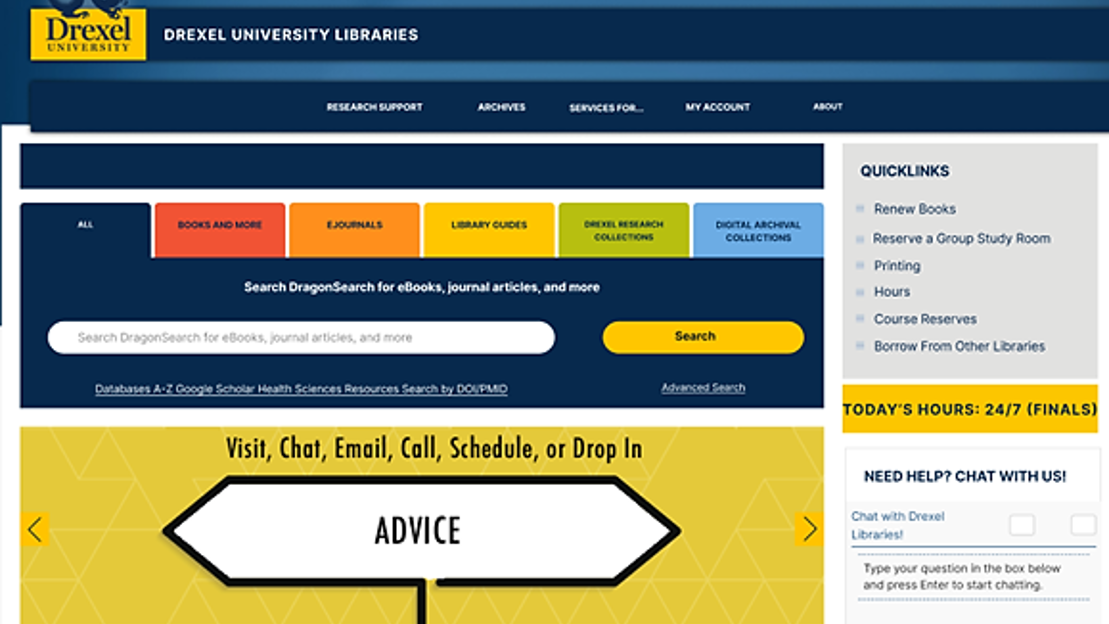 Drexel
UNIVERSITY
DREXEL UNIVERSITY LIBRARIES
RESEARCH SUPPORT
ARCHIVES
SERVICES FOR...
MY ACCOUNT
ABOUT
ALL
BOOKS AND MORE
EJOURNALS
LIBRARY GUIDES
DREXEL RESEARCH
COLLECTIONS
DIGITAL ARCHIVAL
COLLECTIONS
Search DragonSearch for eBooks, journal articles, and more
Search DragonSearch for eBooks, journal articles, and more
Search
Databases A-Z Google Scholar Health Sciences Resources Search by DOI/PMID
Advanced Search
Visit, Chat, Email, Call, Schedule, or Drop In
ADVICE
QUICKLINKS
Renew Books
Reserve a Group Study Room
Printing
Hours
Course Reserves
Borrow From Other Libraries
TODAY'S HOURS: 24/7 (FINALS)
NEED HELP? CHAT WITH US!
Chat with Drexel
Libraries!
Type your question in the box below
and press Enter to start chatting.